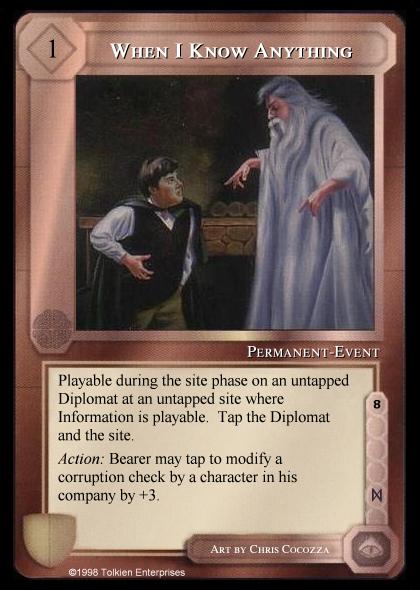 1
When I Know Anything
Permanent-Event
Playable during the site phase on an untapped
Diplomat at an untapped site where
Information is playable.  Tap the Diplomat
and the site.
Action: Bearer may tap to modify a
corruption check by a character in his
company by +3.
8
Art by Chris Cocozza
©1998 Tolkien Enterprises